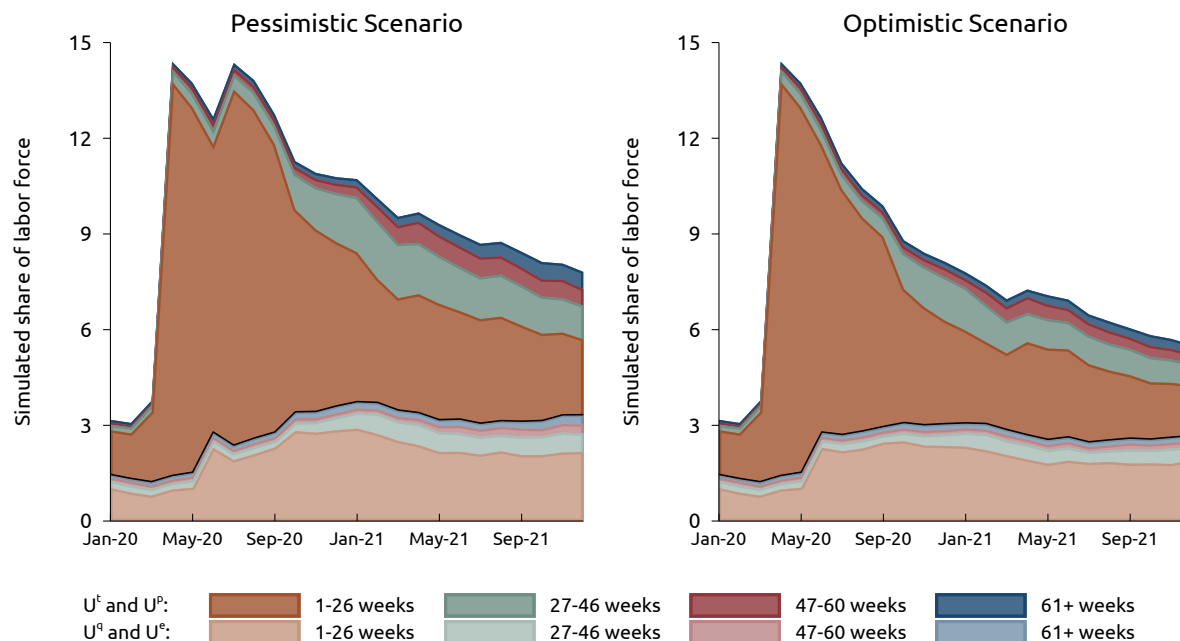 Pessimistic Scenario
Simulated share of labor force
15
12
9
6
3
0
Jan-20 May-20 Sep-20 Jan-21 May-21 Sep-21
Optimistic Scenario
Simulated share of labor force
15
12
9
6
3
0
Jan-20 May-20 Sep-20 Jan-21 May-21 Sep-21
Uᵗ and Uᵖ: 1-26 weeks 27-46 weeks 47-60 weeks 61+ weeks
U^q and Uᵉ: 1-26 weeks 27-46 weeks 47-60 weeks 61+ weeks